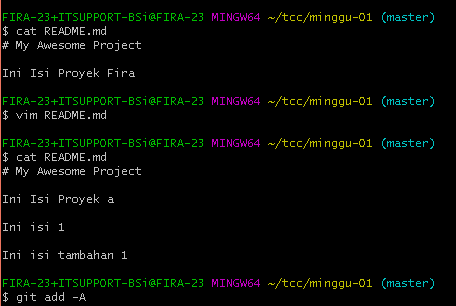 FIRA-23+ITSUPPORT-BSi@FIRA-23 MINGW64 ~/tcc/minggu-01 (master)
$ cat README.md
# My Awesome Project
Ini Isi Proyek Fira
FIRA-23+ITSUPPORT-BSi@FIRA-23 MINGW64 ~/tcc/minggu-01 (master)
$ vim README.md
FIRA-23+ITSUPPORT-BSi@FIRA-23 MINGW64 ~/tcc/minggu-01 (master)
$ cat README.md
# My Awesome Project
Ini Isi Proyek a
Ini isi 1
Ini isi tambahan 1
FIRA-23+ITSUPPORT-BSi@FIRA-23 MINGW64 ~/tcc/minggu-01 (master)
$ git add -A